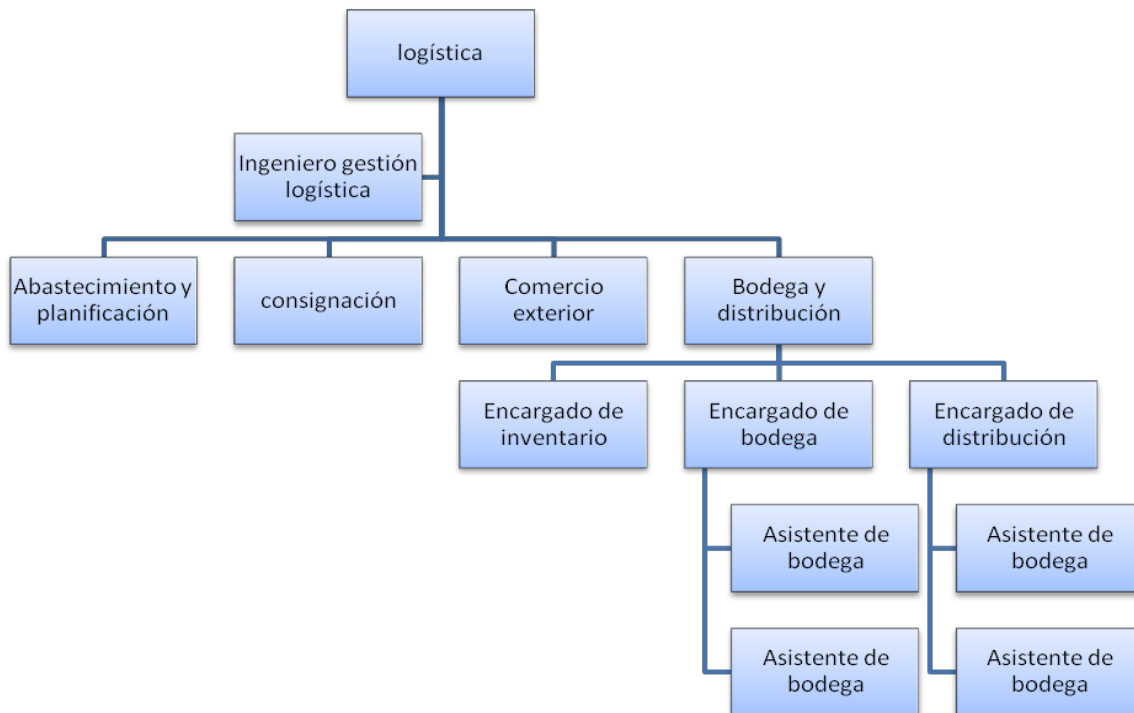 logística
Ingeniero gestión
logística
Abastecimiento y
planificación
consignación
Comercio
exterior
Bodega y
distribución
Encargado de
inventario
Encargado de
bodega
Encargado de
distribución
Asistente de
bodega
Asistente de
bodega
Asistente de
bodega
Asistente de
bodega